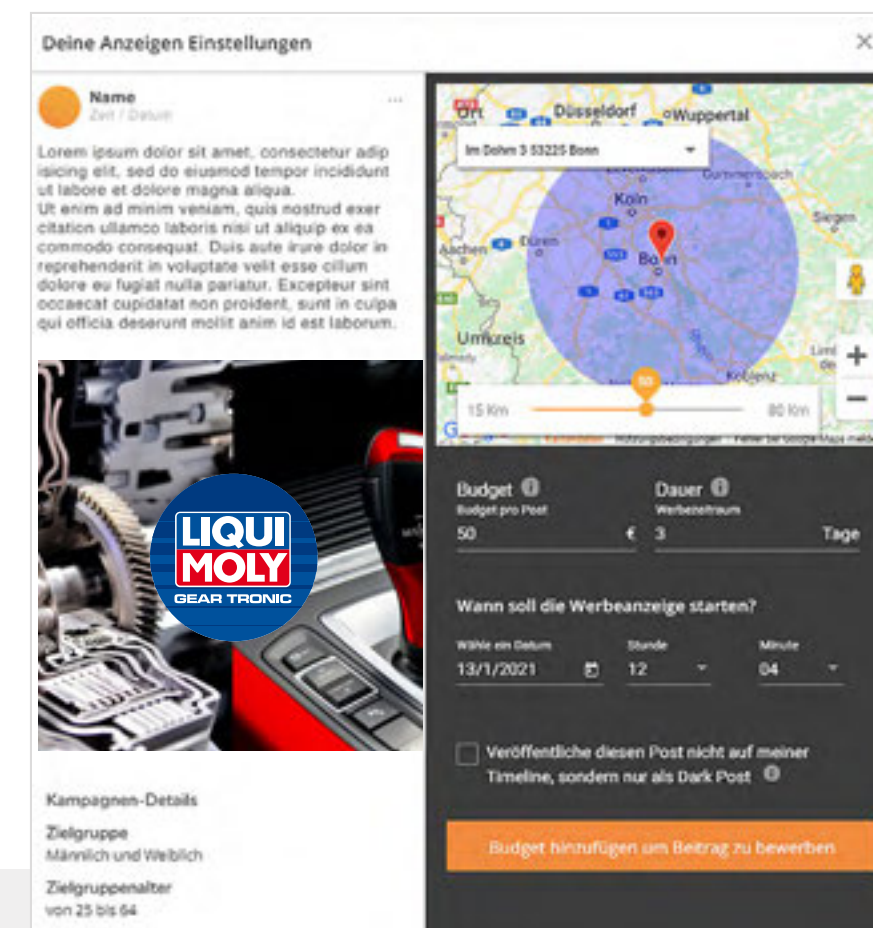 Deine Anzeigen Einstellungen
Name
Zeit / Datum
Lorem ipsum dolor sit amet, consectetur adip
isicing elit, sed do eiusmod tempor incididunt
ut labore et dolore magna aliqua.
Ut enim ad minim veniam, quis nostrud exer
citation ullamco laboris nisi ut aliquip ex ea
commodo consequat. Duis aute irure dolor in
reprehenderit in voluptate velit esse cillum
dolore eu fugiat nulla pariatur. Excepteur sint
occaecat cupidatat non proident, sunt in culpa
qui officia deserunt mollit anim id est laborum.
LIQUI
MOLY
GEAR TRONIC
Kampagnen-Details
Zielgruppe
Männlich und Weiblich
Zielgruppenalter
von 25 bis 64
Ort
Düsseldorf
Wuppertal
Im Dohm 3 53225 Bonn
Gummersbach
Köln
Siegen
Aachen
Düren
Bonn
Umkreis
Koblenz
50
15 Km
80 Km
Budget
Budget pro Post
50 €
Dauer
Werbezeitraum
3 Tage
Wann soll die Werbeanzeige starten?
Wähle ein Datum
13/1/2021
Stunde
12
Minute
04
Veröffentliche diesen Post nicht auf meiner
Timeline, sondern nur als Dark Post
Budget hinzufügen um Beitrag zu bewerben